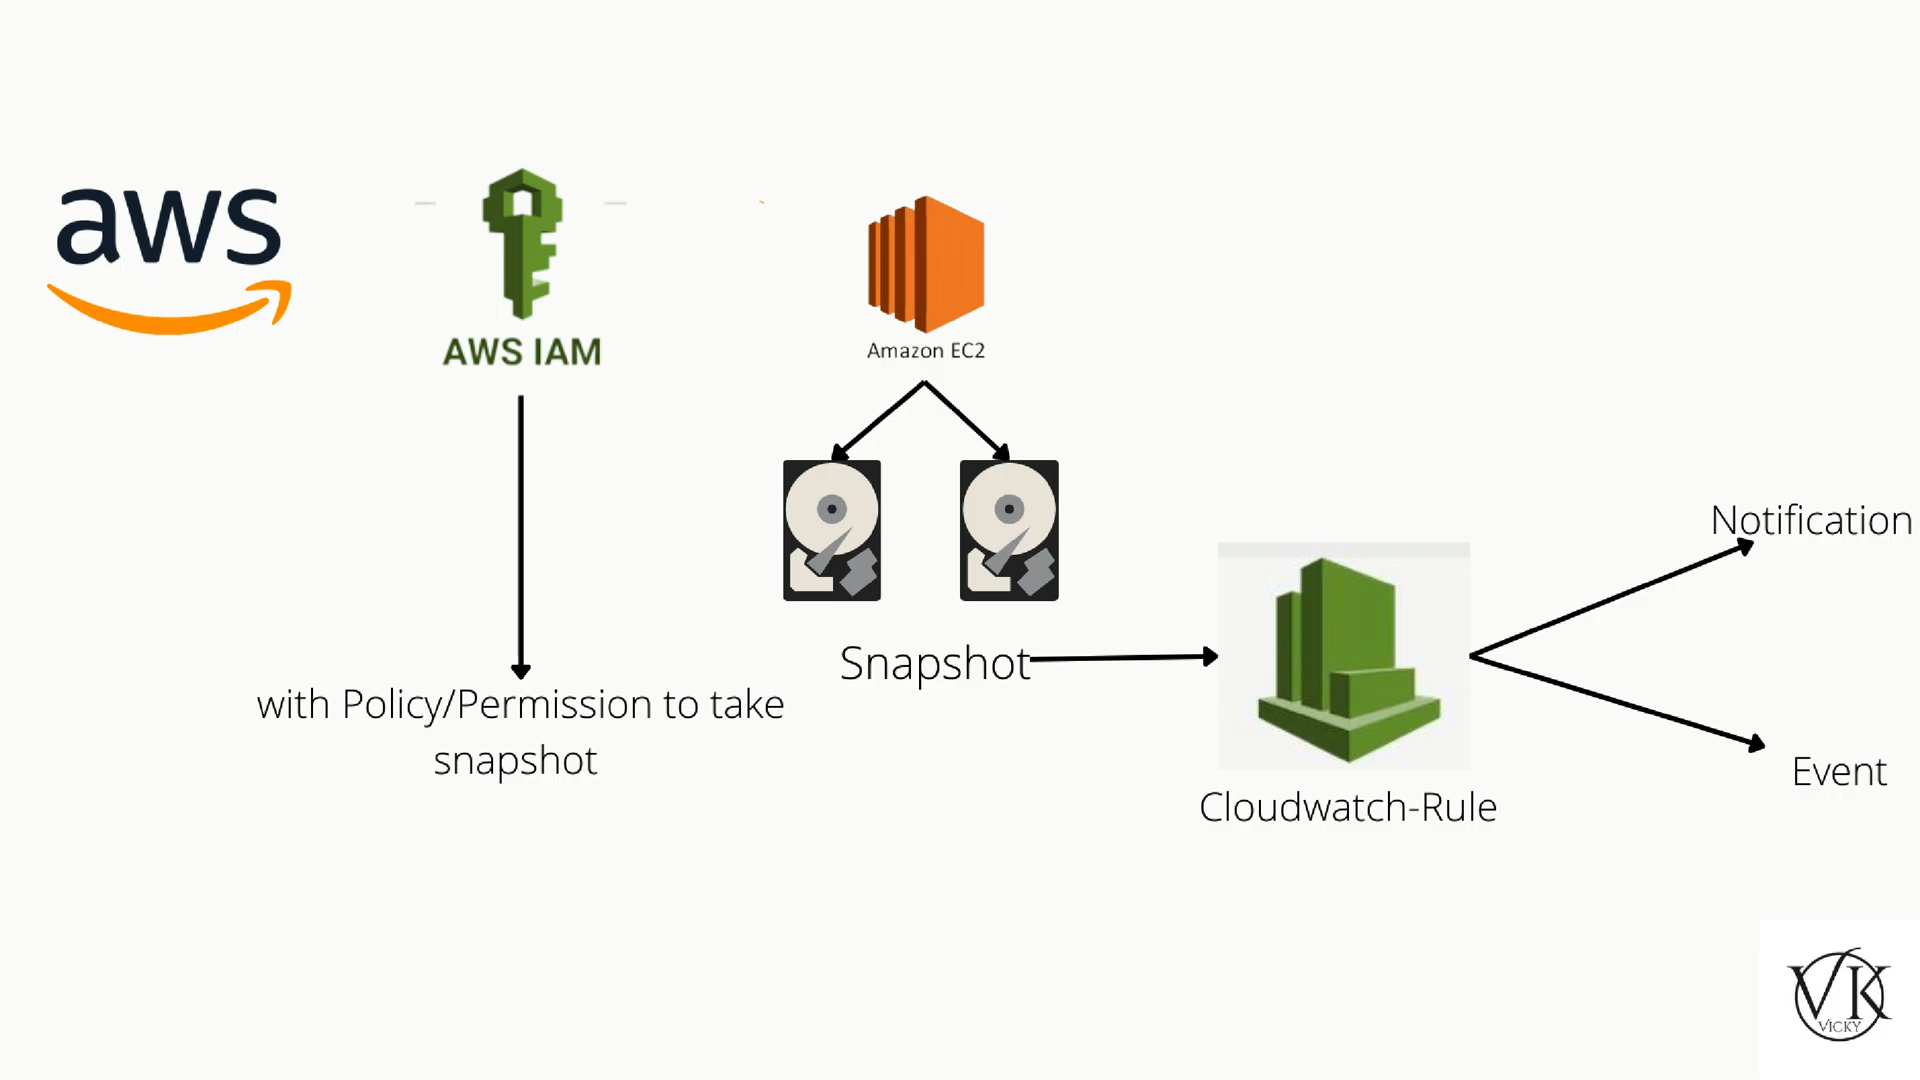 aws
AWS IAM
Amazon EC2
Notification
Snapshot
with Policy/Permission to take
snapshot
Event
Cloudwatch-Rule
VK
VICKY